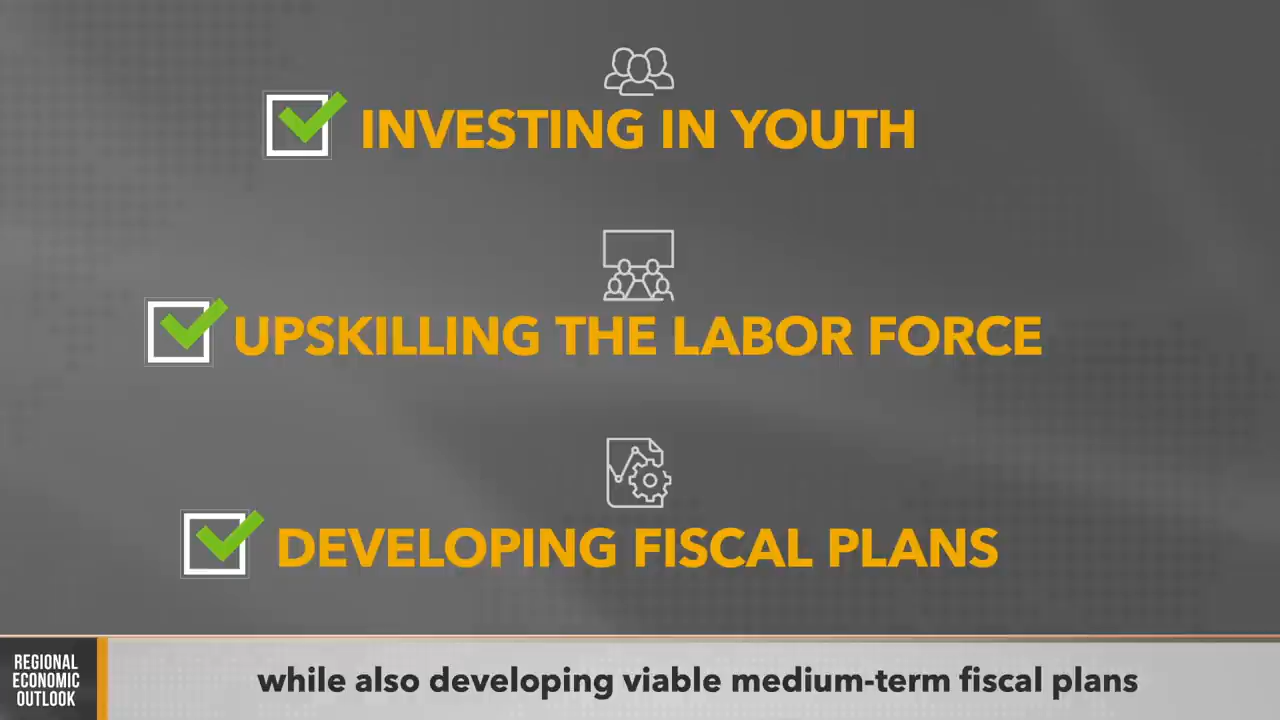 INVESTING IN YOUTH
UPSKILLING THE LABOR FORCE
DEVELOPING FISCAL PLANS
REGIONAL
ECONOMIC
OUTLOOK
while also developing viable medium-term fiscal plans